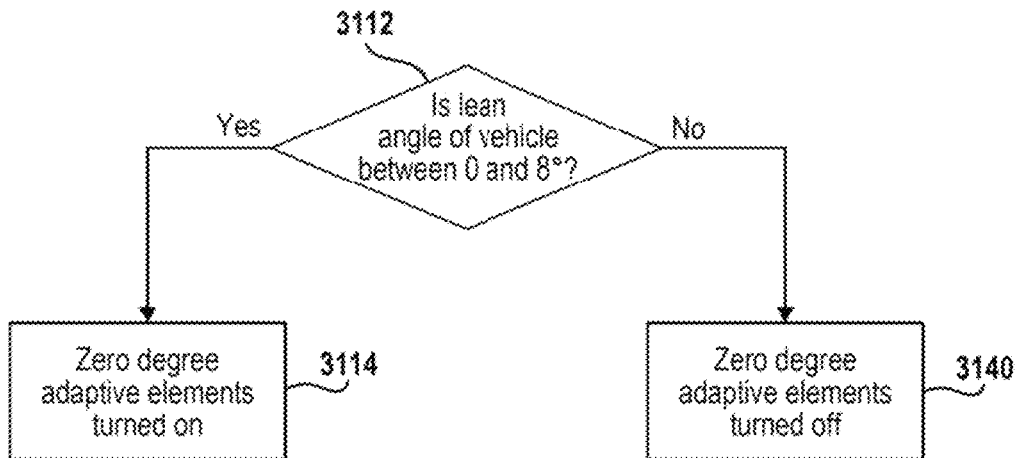 3112
Is lean
angle of vehicle
between 0 and 8°?
Yes
No
Zero degree
adaptive elements
turned on
3114
Zero degree
adaptive elements
turned off
3140